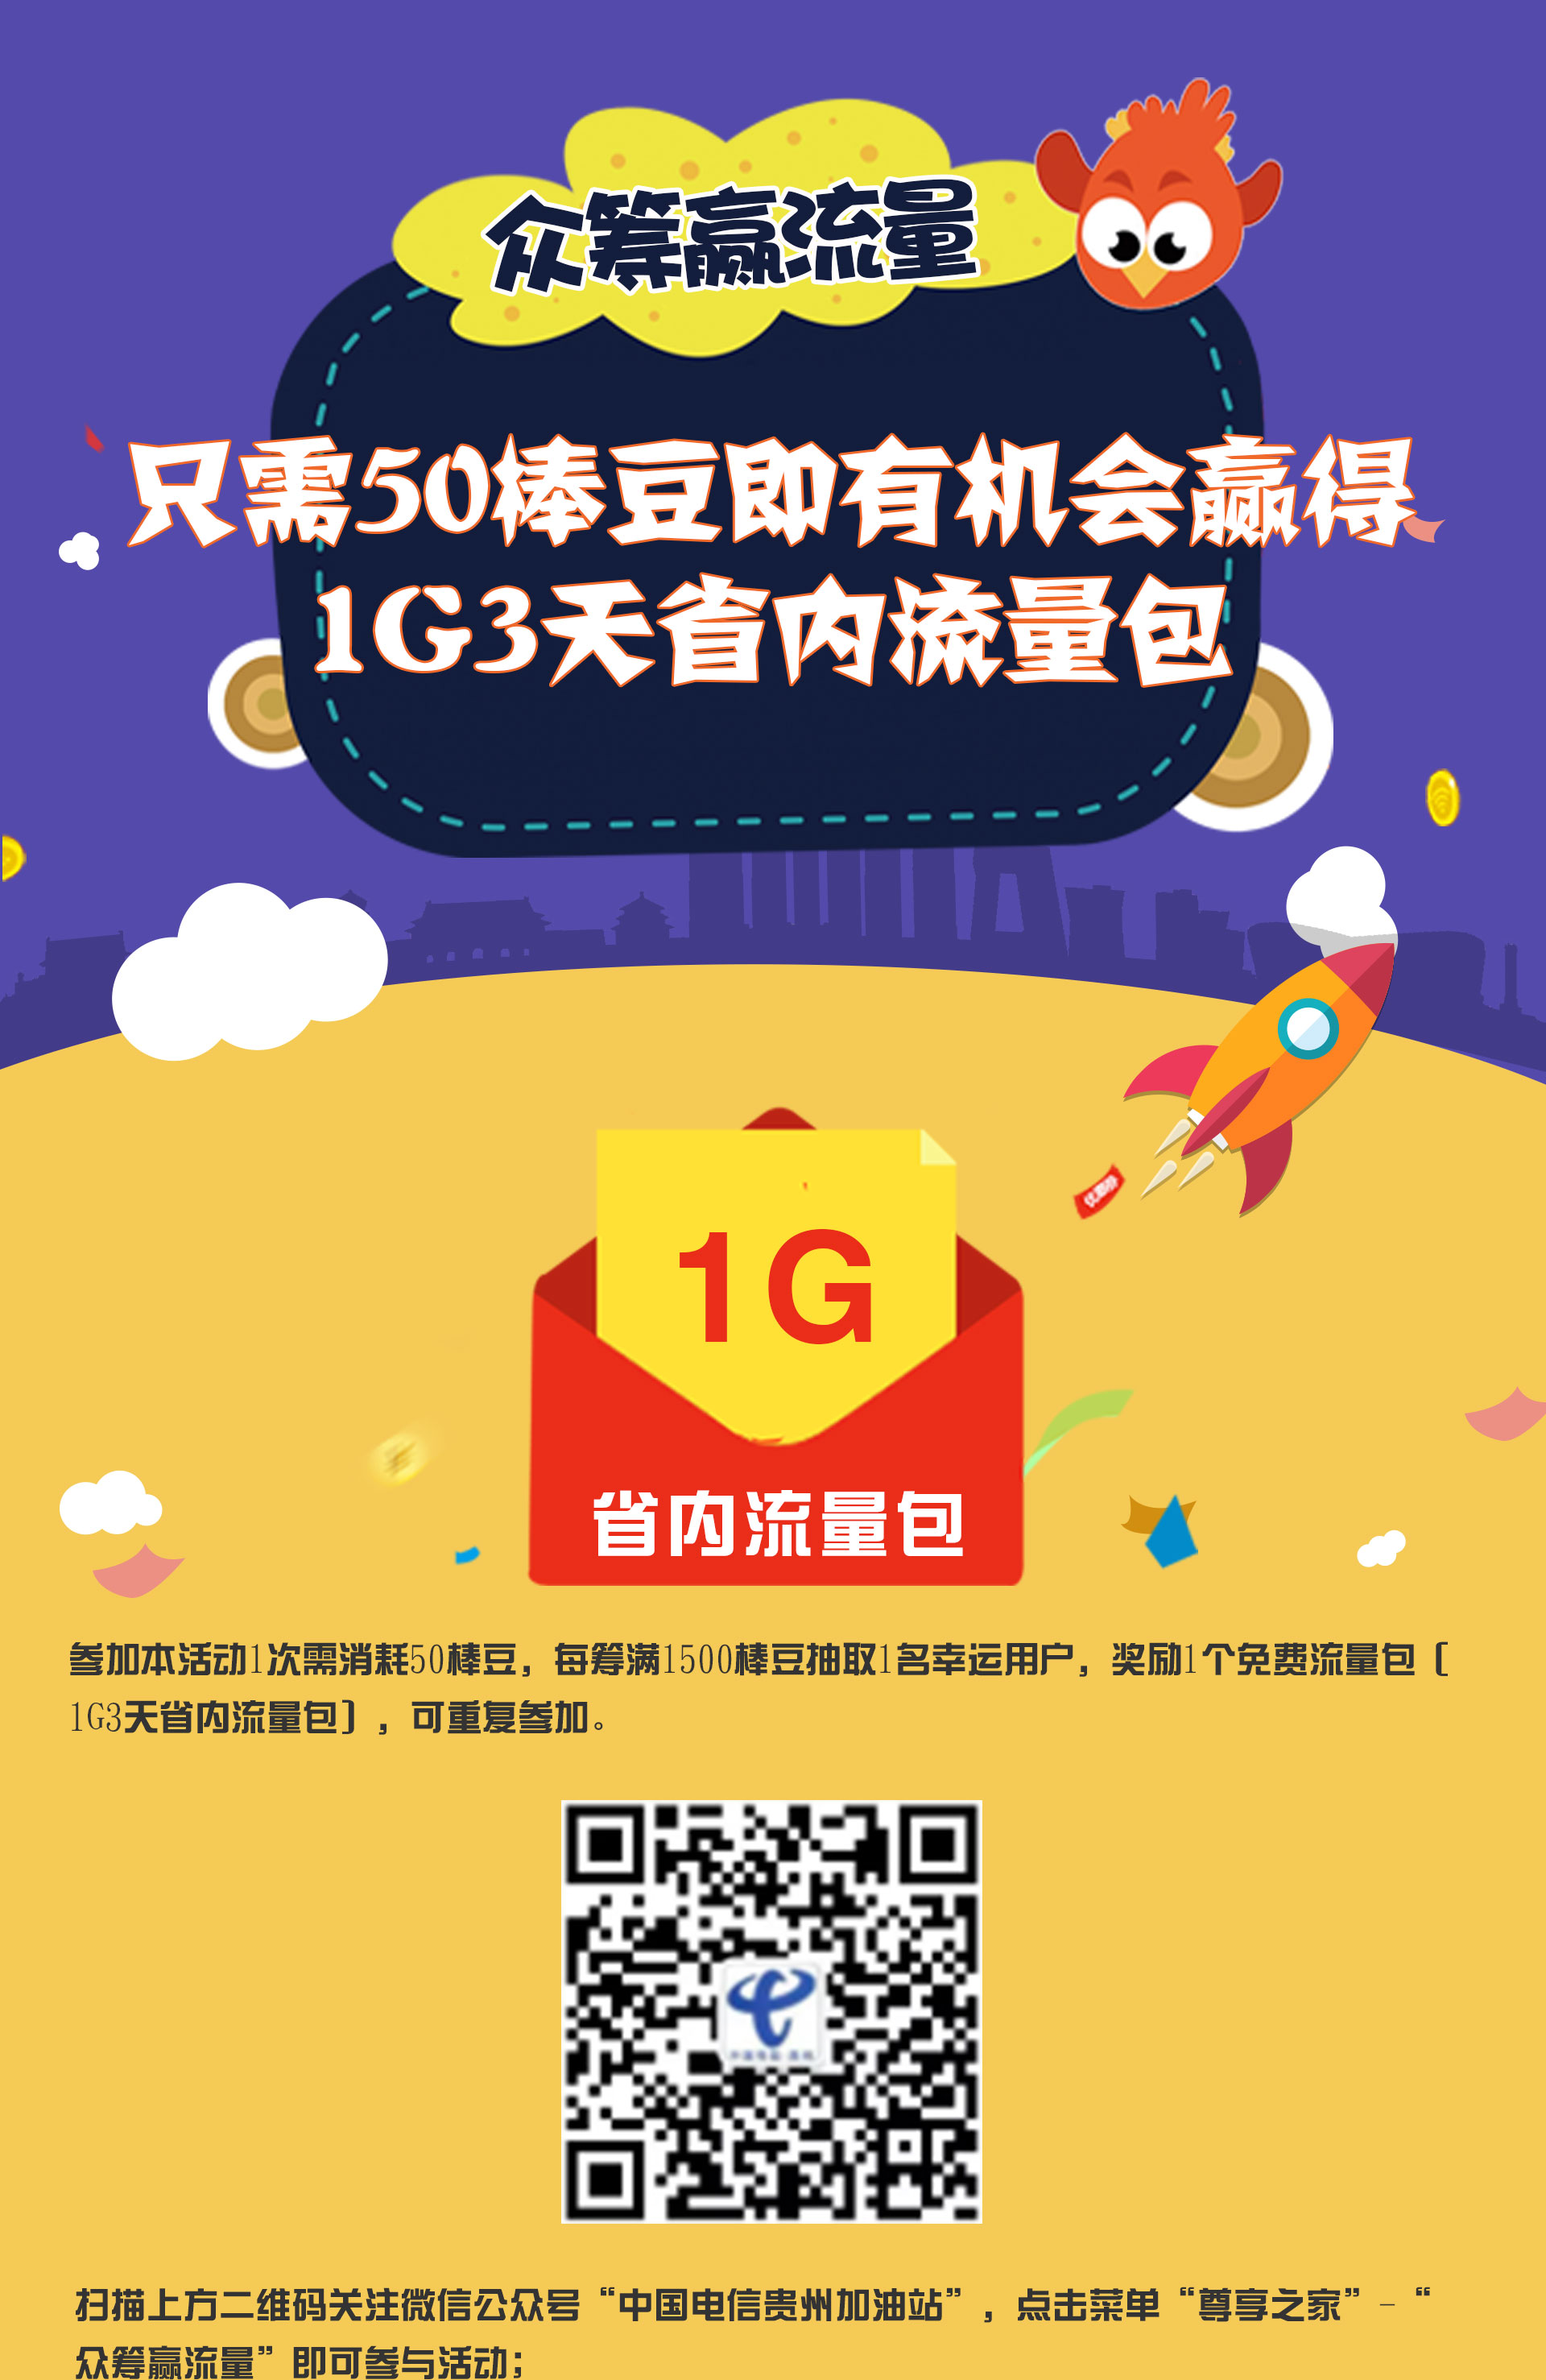 众筹赢流量
只需50棒豆即有机会赢得
1G3天省内流量包
1G
省内流量包
参加本活动1次需消耗50棒豆，每筹满1500棒豆抽取1名幸运用户，奖励1个免费流量包（
1G3天省内流量包），可重复参加。
扫描上方二维码关注微信公众号“中国电信贵州加油站”，点击菜单“尊享之家”-“
众筹赢流量”即可参与活动；